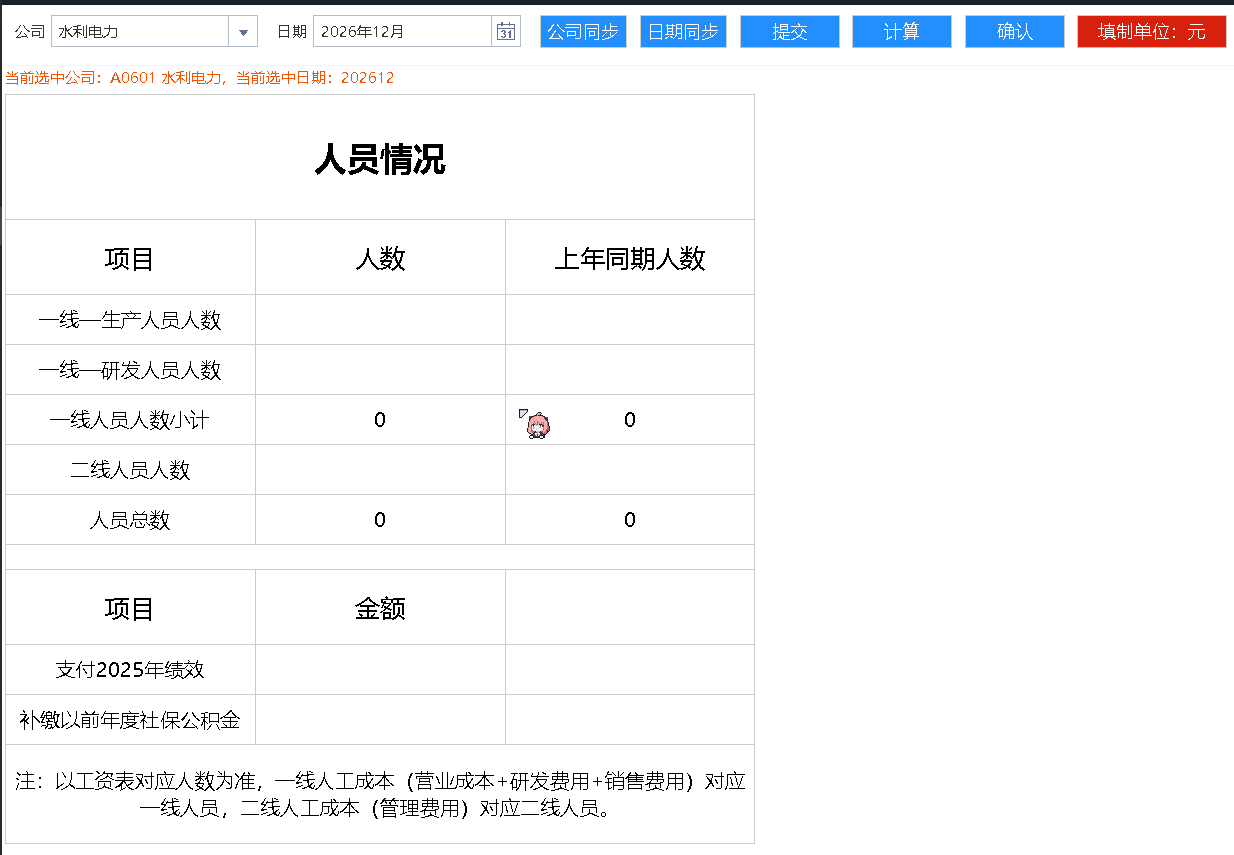 公司 水利电力 日期 2026年12月 31 公司同步 日期同步 提交 计算 确认 填制单位：元
当前选中公司：A0601 水利电力，当前选中日期：202612
人员情况
项目 人数 上年同期人数
一线—生产人员人数
一线—研发人员人数
一线人员人数小计 0 0
二线人员人数
人员总数 0 0
项目 金额
支付2025年绩效
补缴以前年度社保公积金
注：以工资表对应人数为准，一线人工成本（营业成本+研发费用+销售费用）对应
一线人员，二线人工成本（管理费用）对应二线人员。